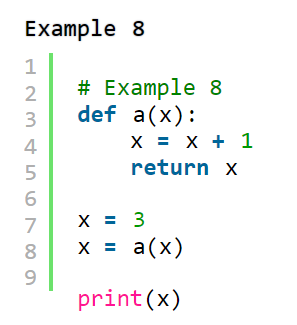 Example 8
1
2 # Example 8
3 def a(x):
4     x = x + 1
5     return x
6
7 x = 3
8 x = a(x)
9
print(x)